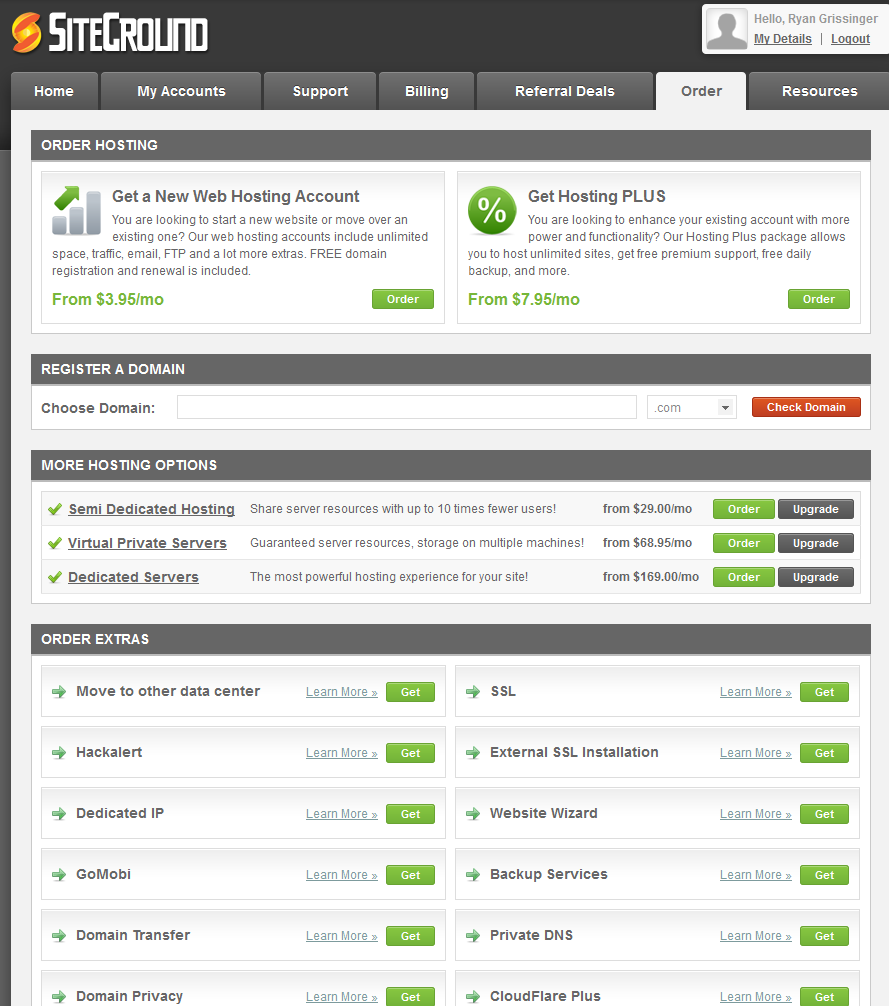 SITEGROUND
Hello, Ryan Grissinger
My Details | Logout
Home
My Accounts
Support
Billing
Referral Deals
Order
Resources
ORDER HOSTING
Get a New Web Hosting Account
You are looking to start a new website or move over an
existing one? Our web hosting accounts include unlimited
space, traffic, email, FTP and a lot more extras. FREE domain
registration and renewal is included.
From $3.95/mo
Order
%
Get Hosting PLUS
You are looking to enhance your existing account with more
power and functionality? Our Hosting Plus package allows
you to host unlimited sites, get free premium support, free daily
backup, and more.
From $7.95/mo
Order
REGISTER A DOMAIN
Choose Domain:
.com
Check Domain
MORE HOSTING OPTIONS
Semi Dedicated Hosting Share server resources with up to 10 times fewer users! from $29.00/mo Order Upgrade
Virtual Private Servers Guaranteed server resources, storage on multiple machines! from $68.95/mo Order Upgrade
Dedicated Servers The most powerful hosting experience for your site! from $169.00/mo Order Upgrade
ORDER EXTRAS
Move to other data center Learn More » Get
SSL Learn More » Get
Hackalert Learn More » Get
External SSL Installation Learn More » Get
Dedicated IP Learn More » Get
Website Wizard Learn More » Get
GoMobi Learn More » Get
Backup Services Learn More » Get
Domain Transfer Learn More » Get
Private DNS Learn More » Get
Domain Privacy Learn More » Get
CloudFlare Plus Learn More » Get